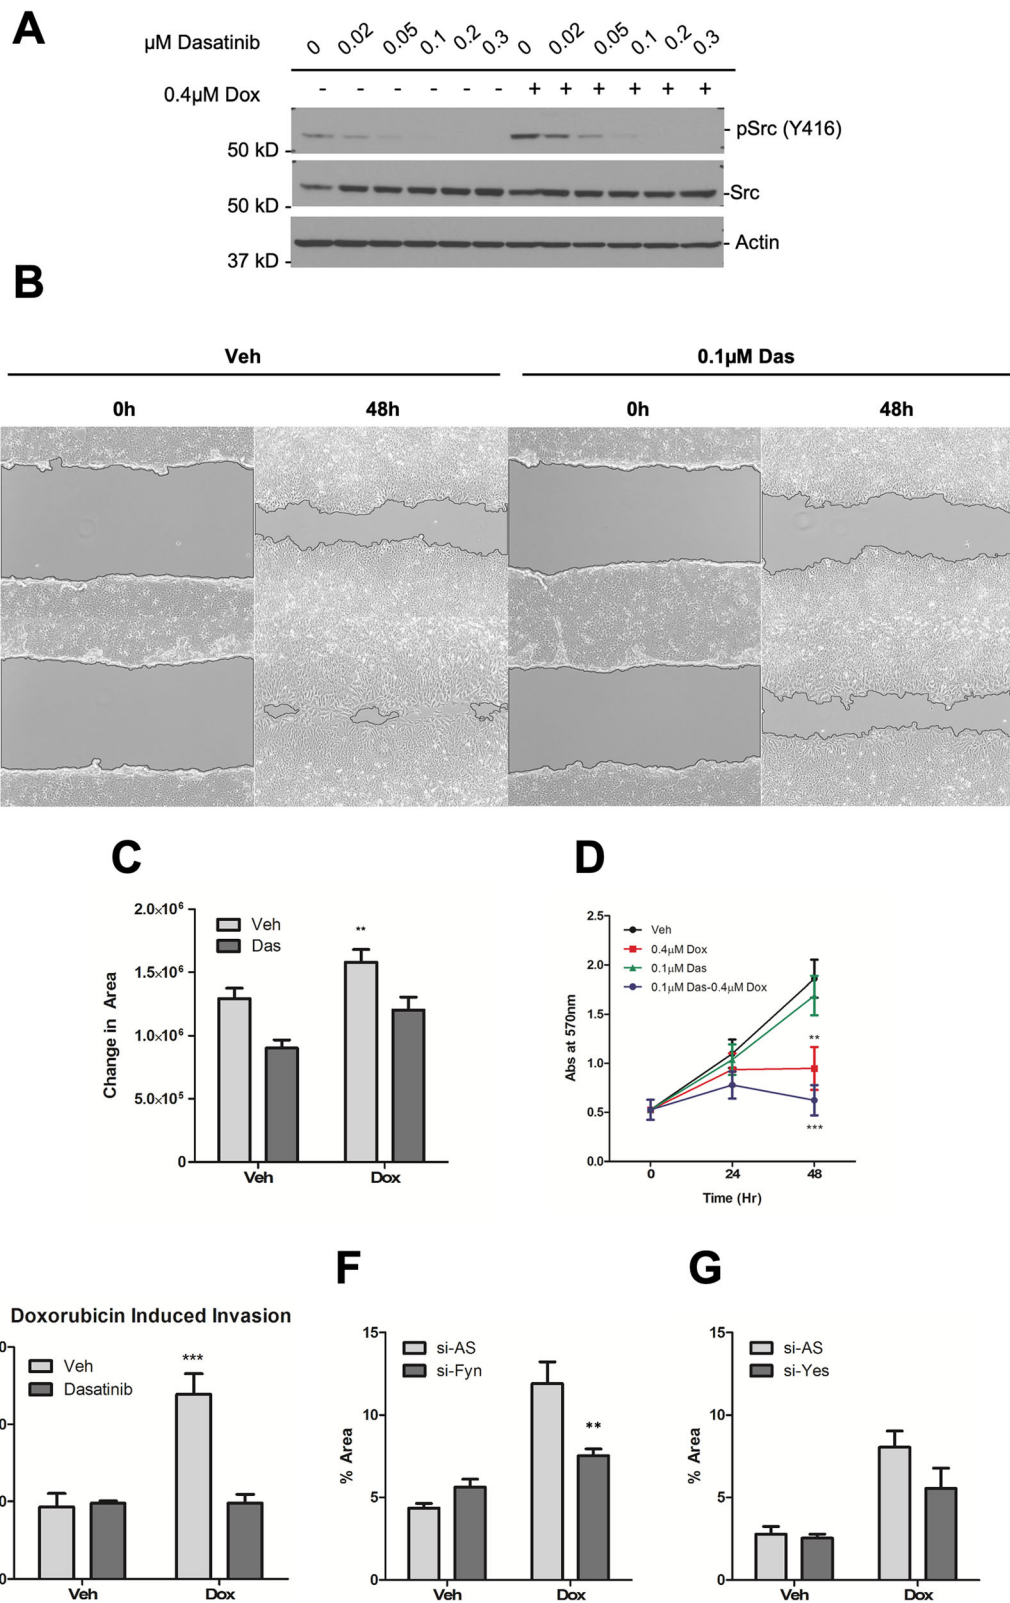 A
µM Dasatinib 0 0.02 0.05 0.1 0.2 0.3 0 0.02 0.05 0.1 0.2 0.3
0.4µM Dox - - - - - - + + + + + +
50 kD - - pSrc (Y416)
50 kD - -Src
37 kD - - Actin
B
Veh 0.1µM Das
0h 48h 0h 48h
C
2.0×10⁶
1.5×10⁶
1.0×10⁶
5.0×10⁵
0
Change in Area
Veh
Das
**
Veh Dox
D
2.5
2.0
1.5
1.0
0.5
0.0
Abs at 570nm
Veh
0.4µM Dox
0.1µM Das
0.1µM Das-0.4µM Dox
**
***
0 24 48
Time (Hr)
Doxorubicin Induced Invasion
0
0
0
0
Veh
Dasatinib
***
Veh Dox
F
15
10
5
0
% Area
si-AS
si-Fyn
**
Veh Dox
G
15
10
5
0
% Area
si-AS
si-Yes
Veh Dox